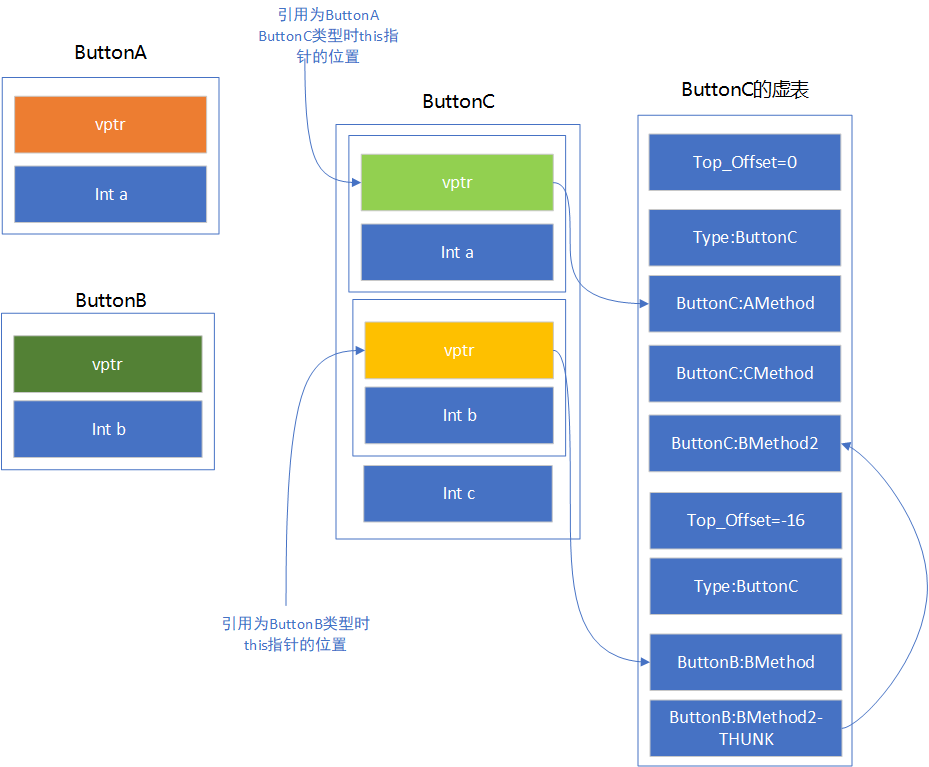 ButtonA
vptr
Int a
ButtonB
vptr
Int b
引用为ButtonA
ButtonC类型时this指
针的位置
ButtonC
vptr
Int a
vptr
Int b
Int c
引用为ButtonB类型时
this指针的位置
ButtonC的虚表
Top_Offset=0
Type:ButtonC
ButtonC:AMethod
ButtonC:CMethod
ButtonC:BMethod2
Top_Offset=-16
Type:ButtonC
ButtonB:BMethod
ButtonB:BMethod2-
THUNK